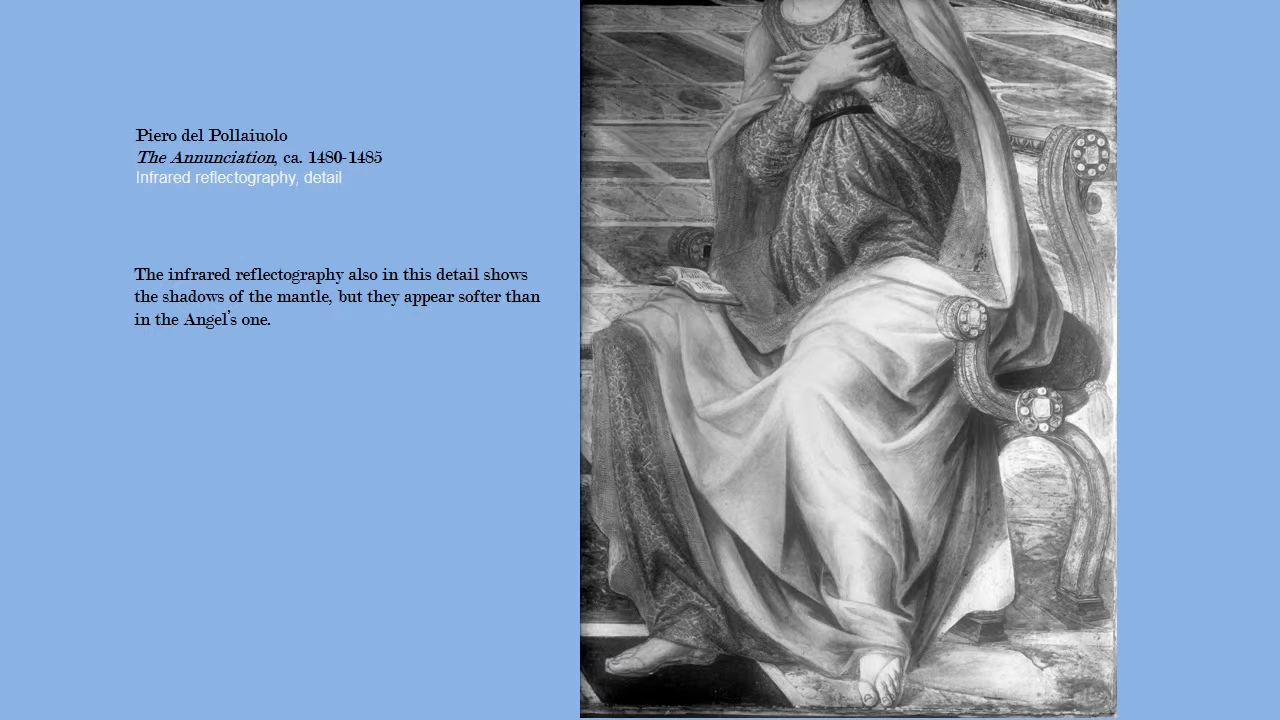 Piero del Pollaiuolo
The Annunciation, ca. 1480-1485
Infrared reflectography, detail
The infrared reflectography also in this detail shows
the shadows of the mantle, but they appear softer than
in the Angel's one.